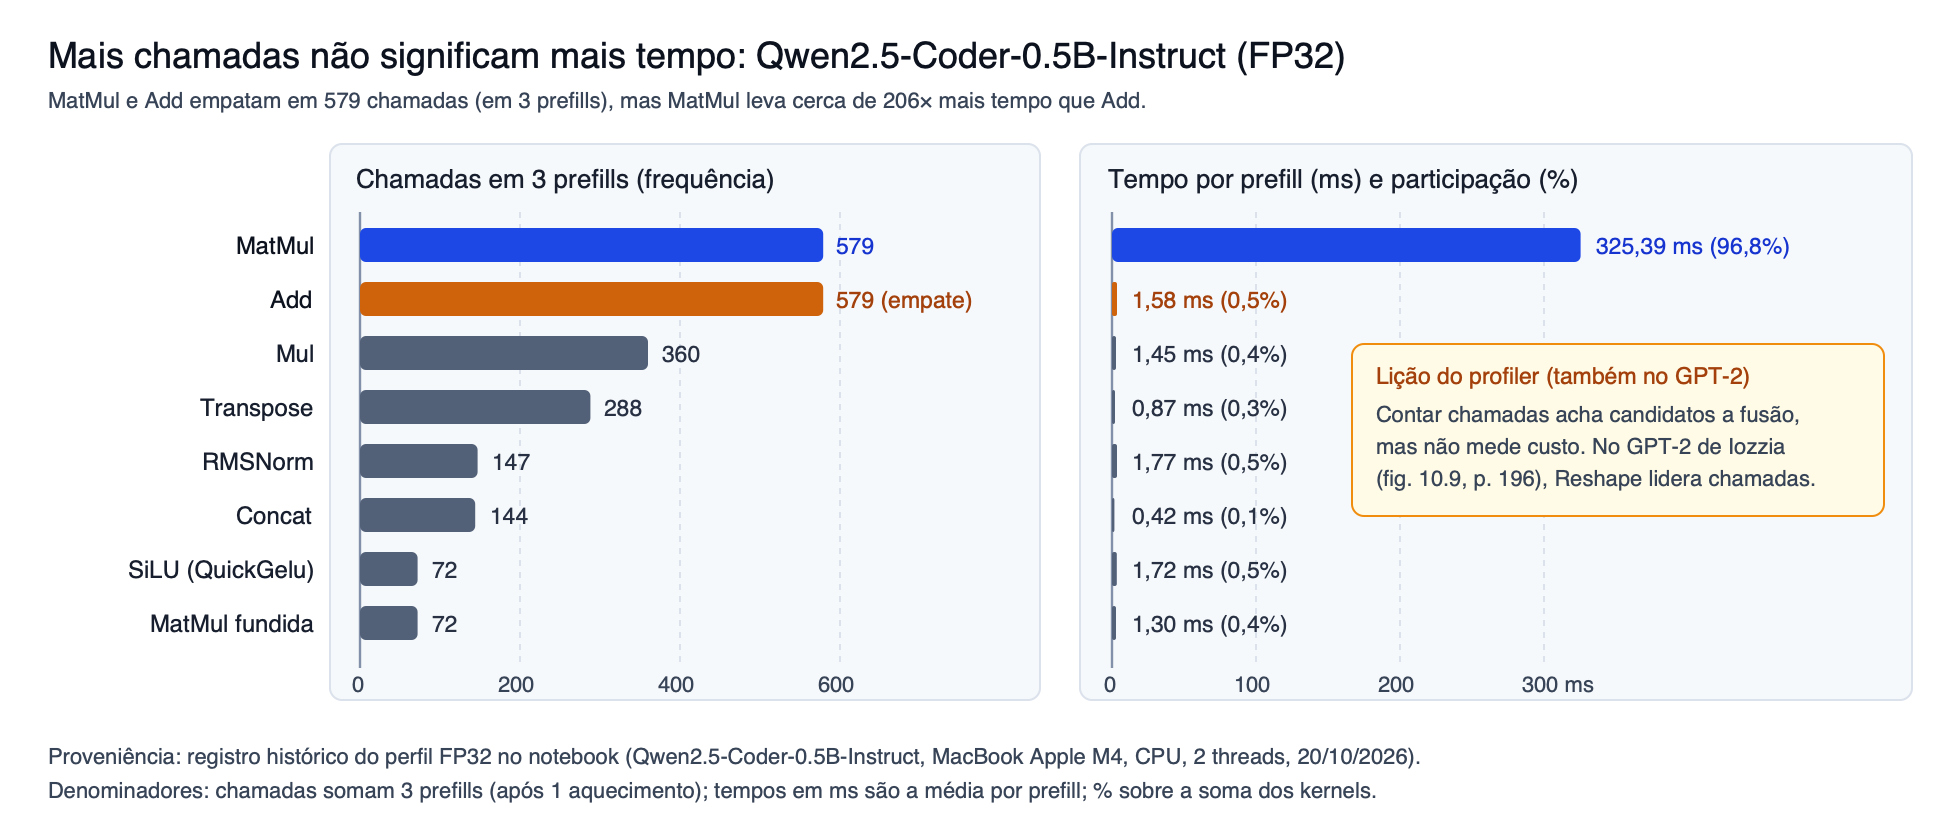 Mais chamadas não significam mais tempo: Qwen2.5-Coder-0.5B-Instruct (FP32)
MatMul e Add empatam em 579 chamadas (em 3 prefills), mas MatMul leva cerca de 206× mais tempo que Add.
Chamadas em 3 prefills (frequência)
MatMul 579
Add 579 (empate)
Mul 360
Transpose 288
RMSNorm 147
Concat 144
SiLU (QuickGelu) 72
MatMul fundida 72
0 200 400 600
Tempo por prefill (ms) e participação (%)
325,39 ms (96,8%)
1,58 ms (0,5%)
1,45 ms (0,4%)
0,87 ms (0,3%)
1,77 ms (0,5%)
0,42 ms (0,1%)
1,72 ms (0,5%)
1,30 ms (0,4%)
0 100 200 300 ms
Lição do profiler (também no GPT-2)
Contar chamadas acha candidatos a fusão,
mas não mede custo. No GPT-2 de Iozzia
(fig. 10.9, p. 196), Reshape lidera chamadas.
Proveniência: registro histórico do perfil FP32 no notebook (Qwen2.5-Coder-0.5B-Instruct, MacBook Apple M4, CPU, 2 threads, 20/10/2026).
Denominadores: chamadas somam 3 prefills (após 1 aquecimento); tempos em ms são a média por prefill; % sobre a soma dos kernels.